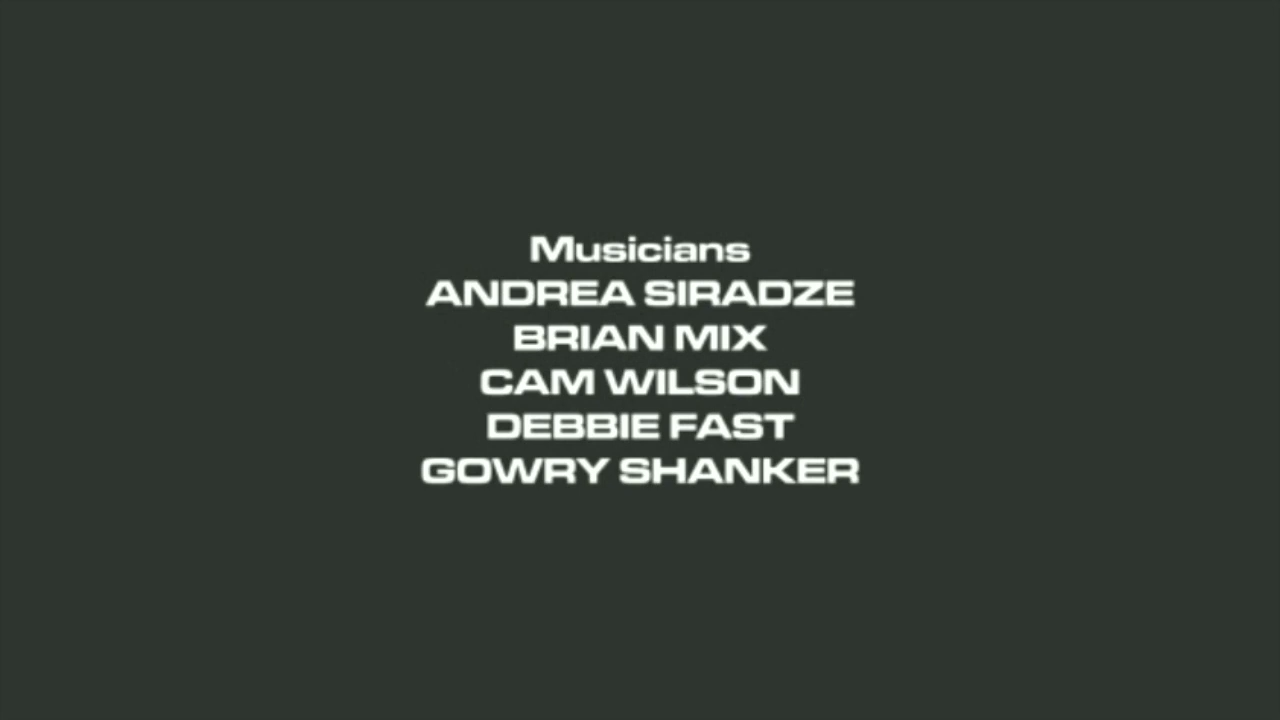 Musicians
ANDREA SIRADZE
BRIAN MIX
CAM WILSON
DEBBIE FAST
GOWRY SHANKER